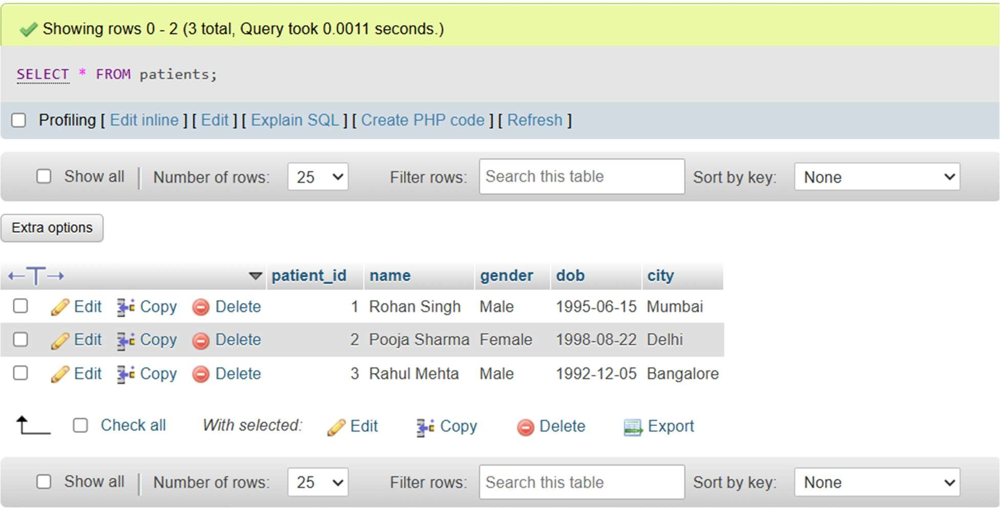 Showing rows 0 - 2 (3 total, Query took 0.0011 seconds.)
SELECT * FROM patients;
Profiling [ Edit inline ] [ Edit ] [ Explain SQL ] [ Create PHP code ] [ Refresh ]
Show all | Number of rows: 25 Filter rows: Search this table Sort by key: None
Extra options
patient_id name gender dob city
Edit Copy Delete 1 Rohan Singh Male 1995-06-15 Mumbai
Edit Copy Delete 2 Pooja Sharma Female 1998-08-22 Delhi
Edit Copy Delete 3 Rahul Mehta Male 1992-12-05 Bangalore
Check all With selected: Edit Copy Delete Export
Show all | Number of rows: 25 Filter rows: Search this table Sort by key: None